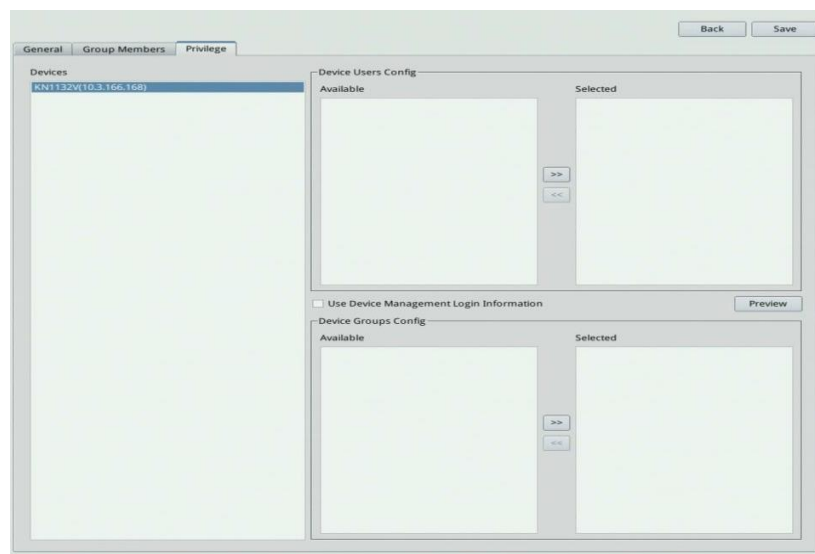 Back Save
General Group Members Privilege
Devices
KN1132V(10.3.166.168)
Device Users Config
Available Selected
>>
<<
Use Device Management Login Information Preview
Device Groups Config
Available Selected
>>
<<